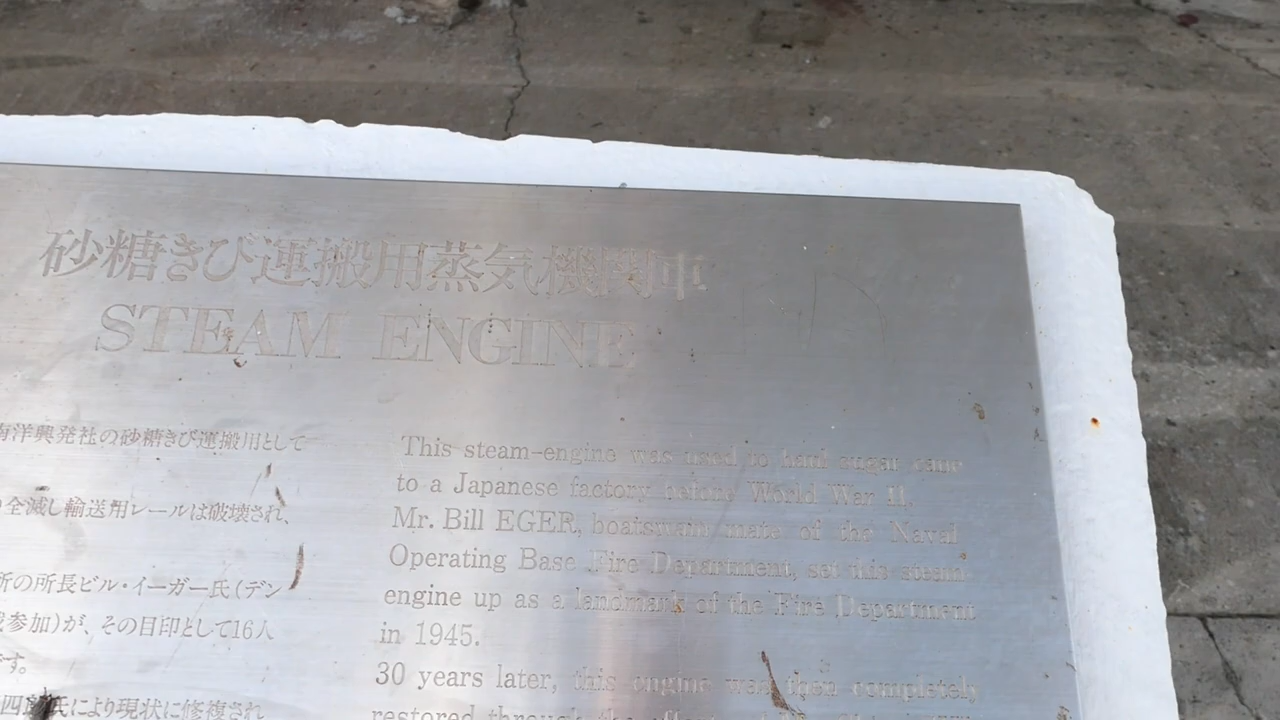 砂糖きび運搬用蒸気機関車
STEAM ENGINE
南洋興発社の砂糖きび運搬用として
全滅し輸送用レールは破壊され、
所の所長ビル・イーガー氏(デン
参加)が、その目印として16人
です。
四郎氏により現状に修複され
This steam-engine was used to haul sugar cane
to a Japanese factory before World War II.
Mr. Bill EGER, boatsmain mate of the Naval
Operating Base Fire Department, set this steam-
engine up as a landmark of the Fire Department
in 1945.
30 years later, this engine was then completely
restored through the